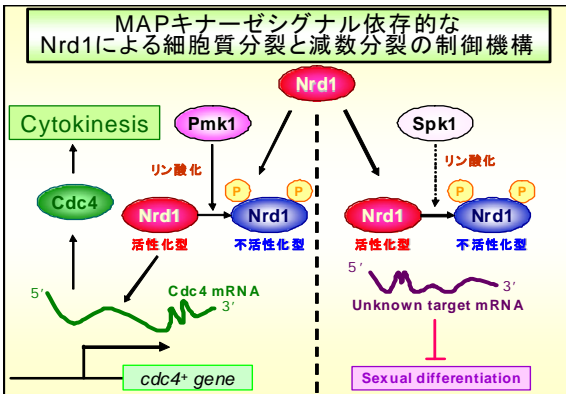 MAPキナーゼシグナル依存的な
Nrd1による細胞質分裂と減数分裂の制御機構
Nrd1
Cytokinesis
Pmk1
Spk1
リン酸化
リン酸化
Cdc4
P
P
P
P
Nrd1
Nrd1
Nrd1
Nrd1
活性化型
不活性化型
活性化型
不活性化型
5′
Cdc4 mRNA
3′
5′
3′
Unknown target mRNA
cdc4⁺ gene
Sexual differentiation